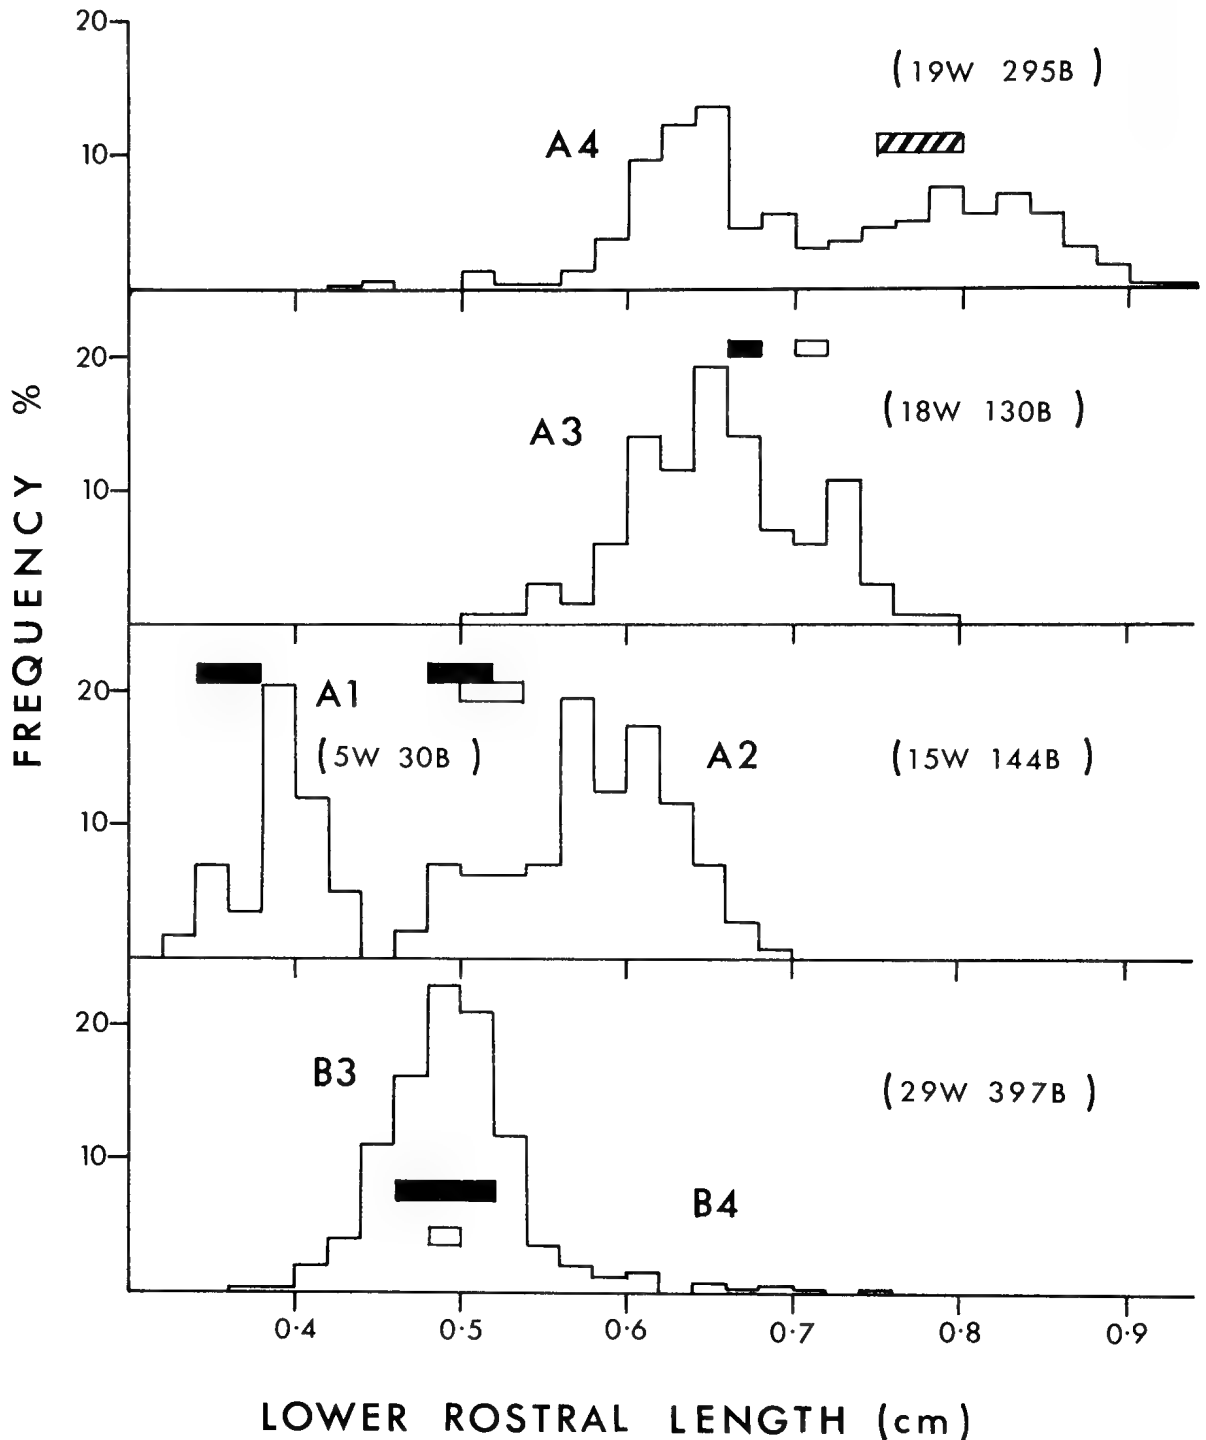 20
(19W 295B)
A4
10
20
A3
(18W 130B)
10
20
A1
(5W 30B)
A2
(15W 144B)
10
20
B3
(29W 397B)
10
B4
0·4 0·5 0·6 0·7 0·8 0·9
FREQUENCY %
LOWER ROSTRAL LENGTH (cm)